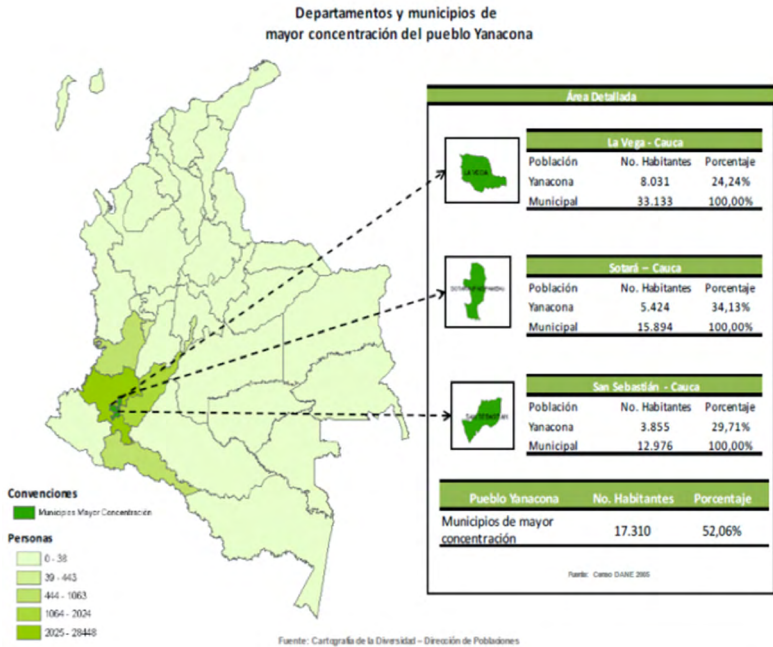 Departamentos y municipios de
mayor concentración del pueblo Yanacona
Área Detallada
La Vega - Cauca
LA VEGA
Población No. Habitantes Porcentaje
Yanacona 8.031 24,24%
Municipal 33.133 100,00%
Sotará – Cauca
Población No. Habitantes Porcentaje
Yanacona 5.424 34,13%
Municipal 15.894 100,00%
San Sebastián - Cauca
SAN SEBASTIAN
Población No. Habitantes Porcentaje
Yanacona 3.855 29,71%
Municipal 12.976 100,00%
Pueblo Yanacona No. Habitantes Porcentaje
Municipios de mayor
concentración 17.310 52,06%
Fuente: Censo DANE 2005
Convenciones
Municipios Mayor Concentración
Personas
0 - 38
39 - 443
444 - 1063
1064 - 2024
2025 - 28448
Fuente: Cartografía de la Diversidad – Dirección de Poblaciones